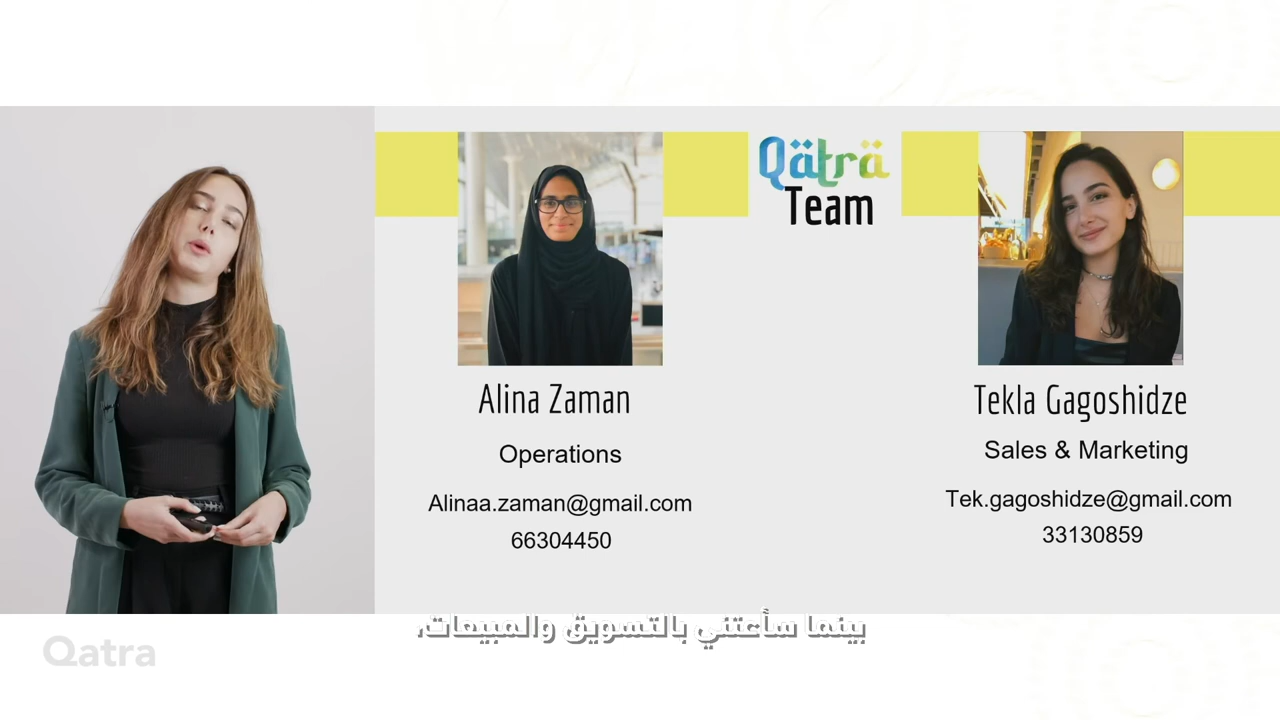 Qatra
Team
Alina Zaman
Operations
Alinaa.zaman@gmail.com
66304450
Tekla Gagoshidze
Sales & Marketing
Tek.gagoshidze@gmail.com
33130859
بينما سأعتني بالتسويق والمبيعات،
Qatra